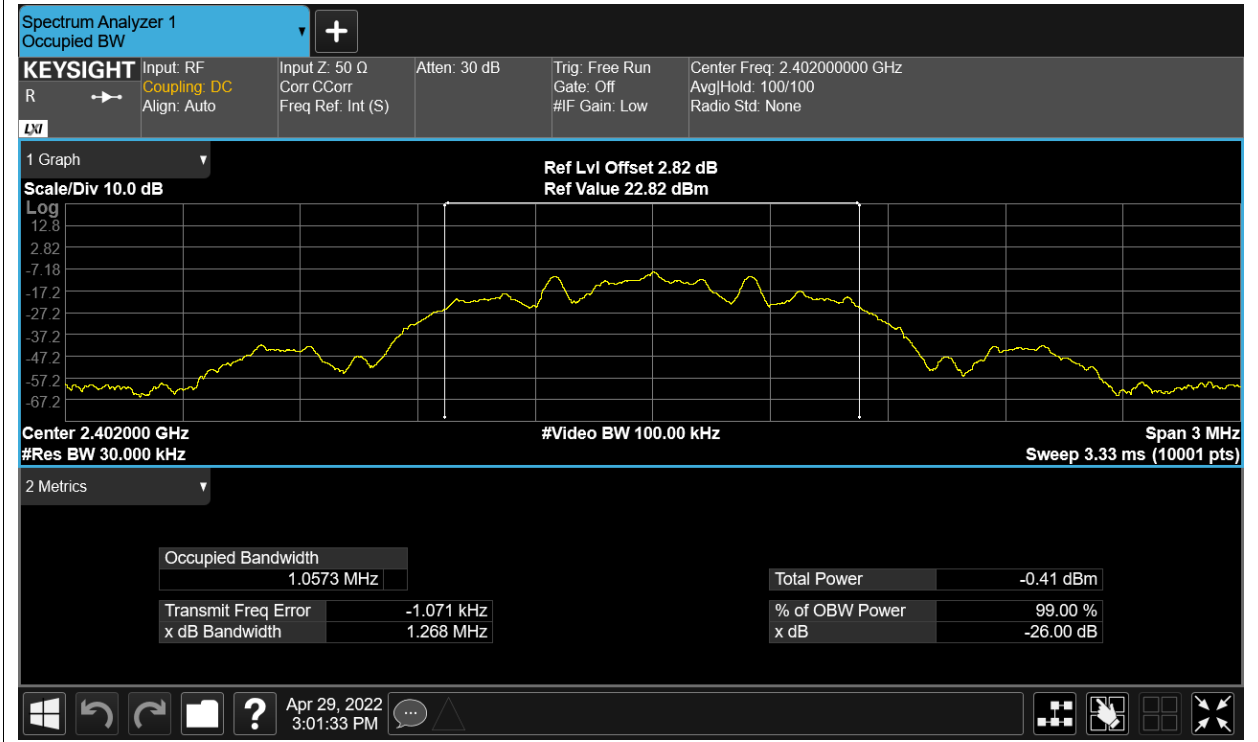 Spectrum Analyzer 1
Occupied BW
KEYSIGHT
R
LXI
Input: RF
Coupling: DC
Align: Auto
Input Z: 50 Ω
Corr CCorr
Freq Ref: Int (S)
Atten: 30 dB
Trig: Free Run
Gate: Off
#IF Gain: Low
Center Freq: 2.402000000 GHz
Avg|Hold: 100/100
Radio Std: None
1 Graph
Scale/Div 10.0 dB
Ref Lvl Offset 2.82 dB
Ref Value 22.82 dBm
Log
12.8
2.82
-7.18
-17.2
-27.2
-37.2
-47.2
-57.2
-67.2
Center 2.402000 GHz
#Video BW 100.00 kHz
Span 3 MHz
#Res BW 30.000 kHz
Sweep 3.33 ms (10001 pts)
2 Metrics
Occupied Bandwidth
1.0573 MHz
Total Power -0.41 dBm
Transmit Freq Error -1.071 kHz
% of OBW Power 99.00 %
x dB Bandwidth 1.268 MHz
x dB -26.00 dB
?
Apr 29, 2022
3:01:33 PM